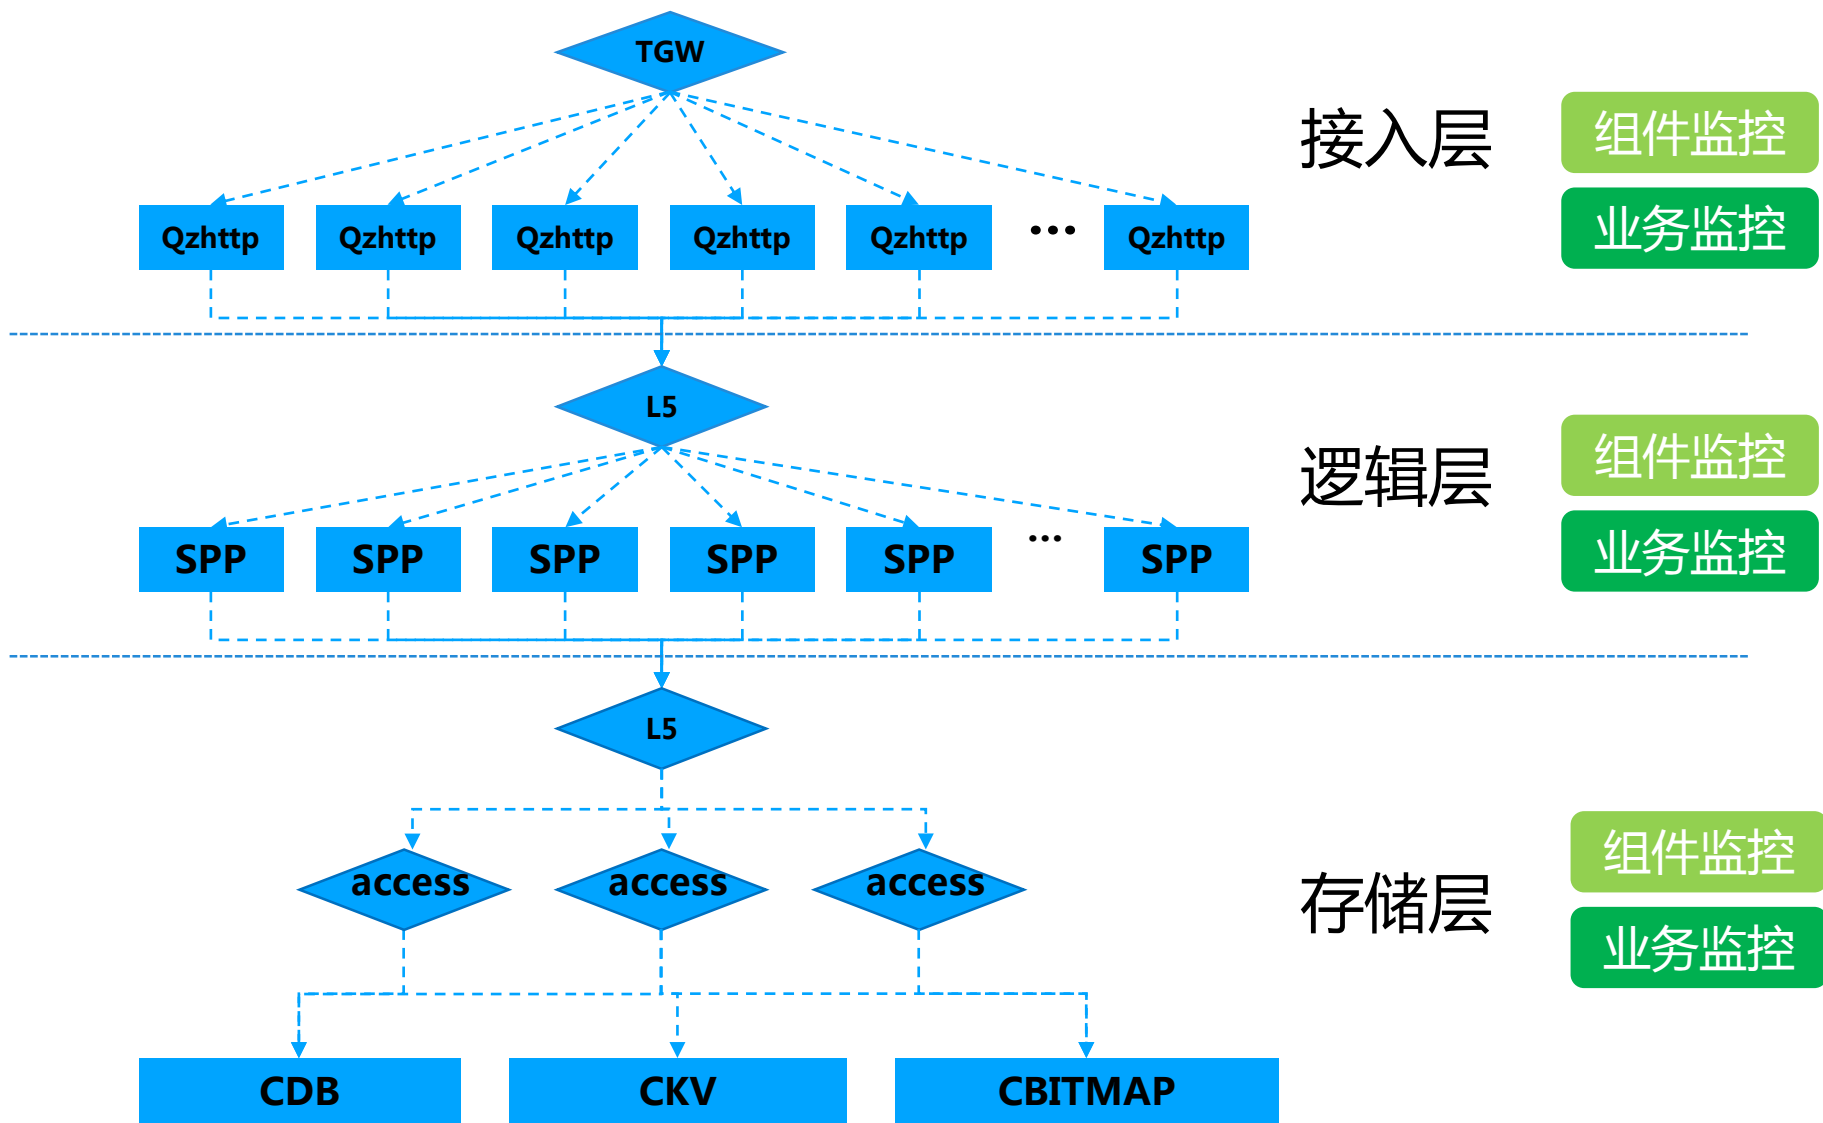 TGW
接入层
组件监控
业务监控
Qzhttp Qzhttp Qzhttp Qzhttp Qzhttp ... Qzhttp
L5
逻辑层
组件监控
业务监控
SPP SPP SPP SPP SPP ... SPP
L5
access access access
存储层
组件监控
业务监控
CDB CKV CBITMAP